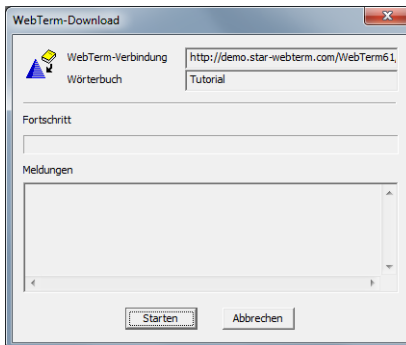 WebTerm-Download
WebTerm-Verbindung http://demo.star-webterm.com/WebTerm61,
Wörterbuch Tutorial
Fortschritt
Meldungen
Starten Abbrechen